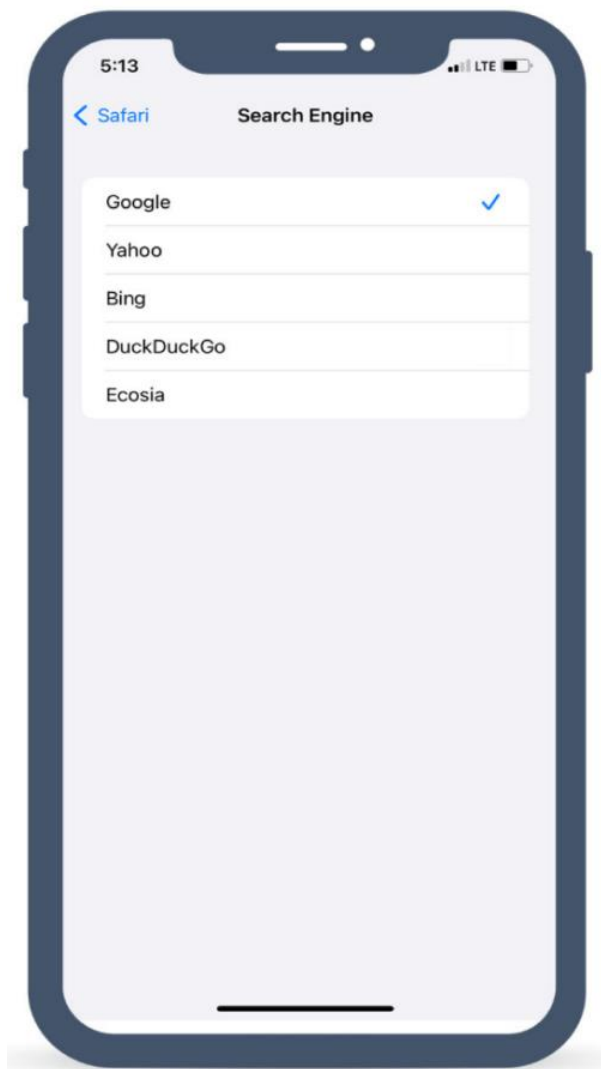 5:13 LTE
Safari Search Engine
Google
Yahoo
Bing
DuckDuckGo
Ecosia